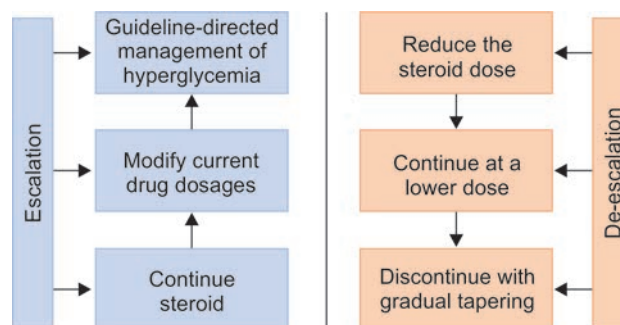 Escalation
Guideline-directed
management of
hyperglycemia
Modify current
drug dosages
Continue
steroid
Reduce the
steroid dose
Continue at a
lower dose
Discontinue with
gradual tapering
De-escalation